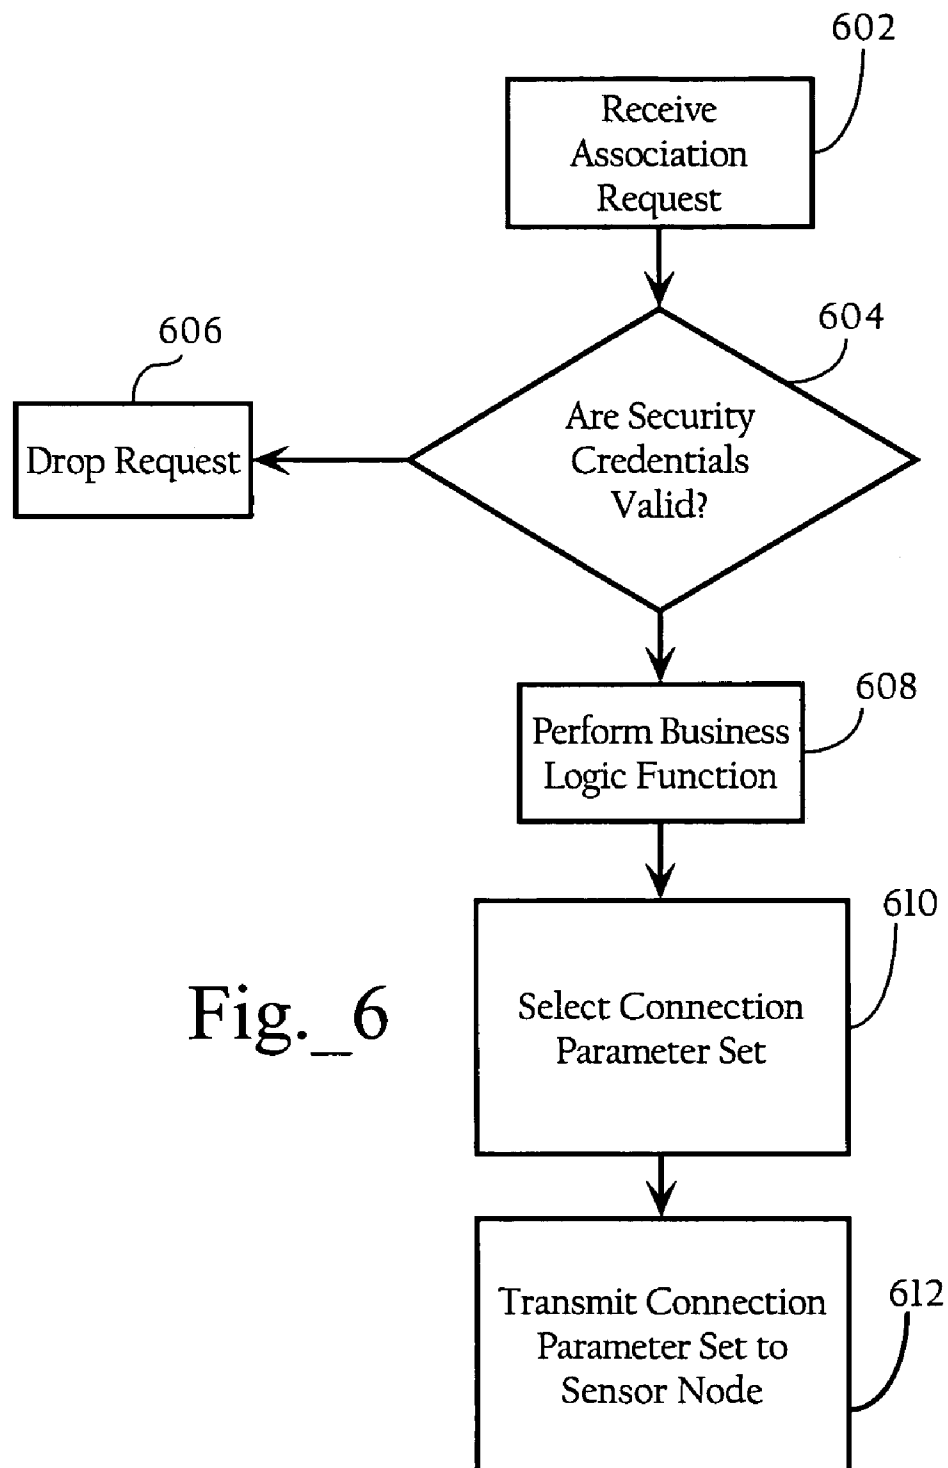 602
Receive
Association
Request
604
606
Are Security
Credentials
Valid?
Drop Request
608
Perform Business
Logic Function
610
Select Connection
Parameter Set
Fig._6
612
Transmit Connection
Parameter Set to
Sensor Node